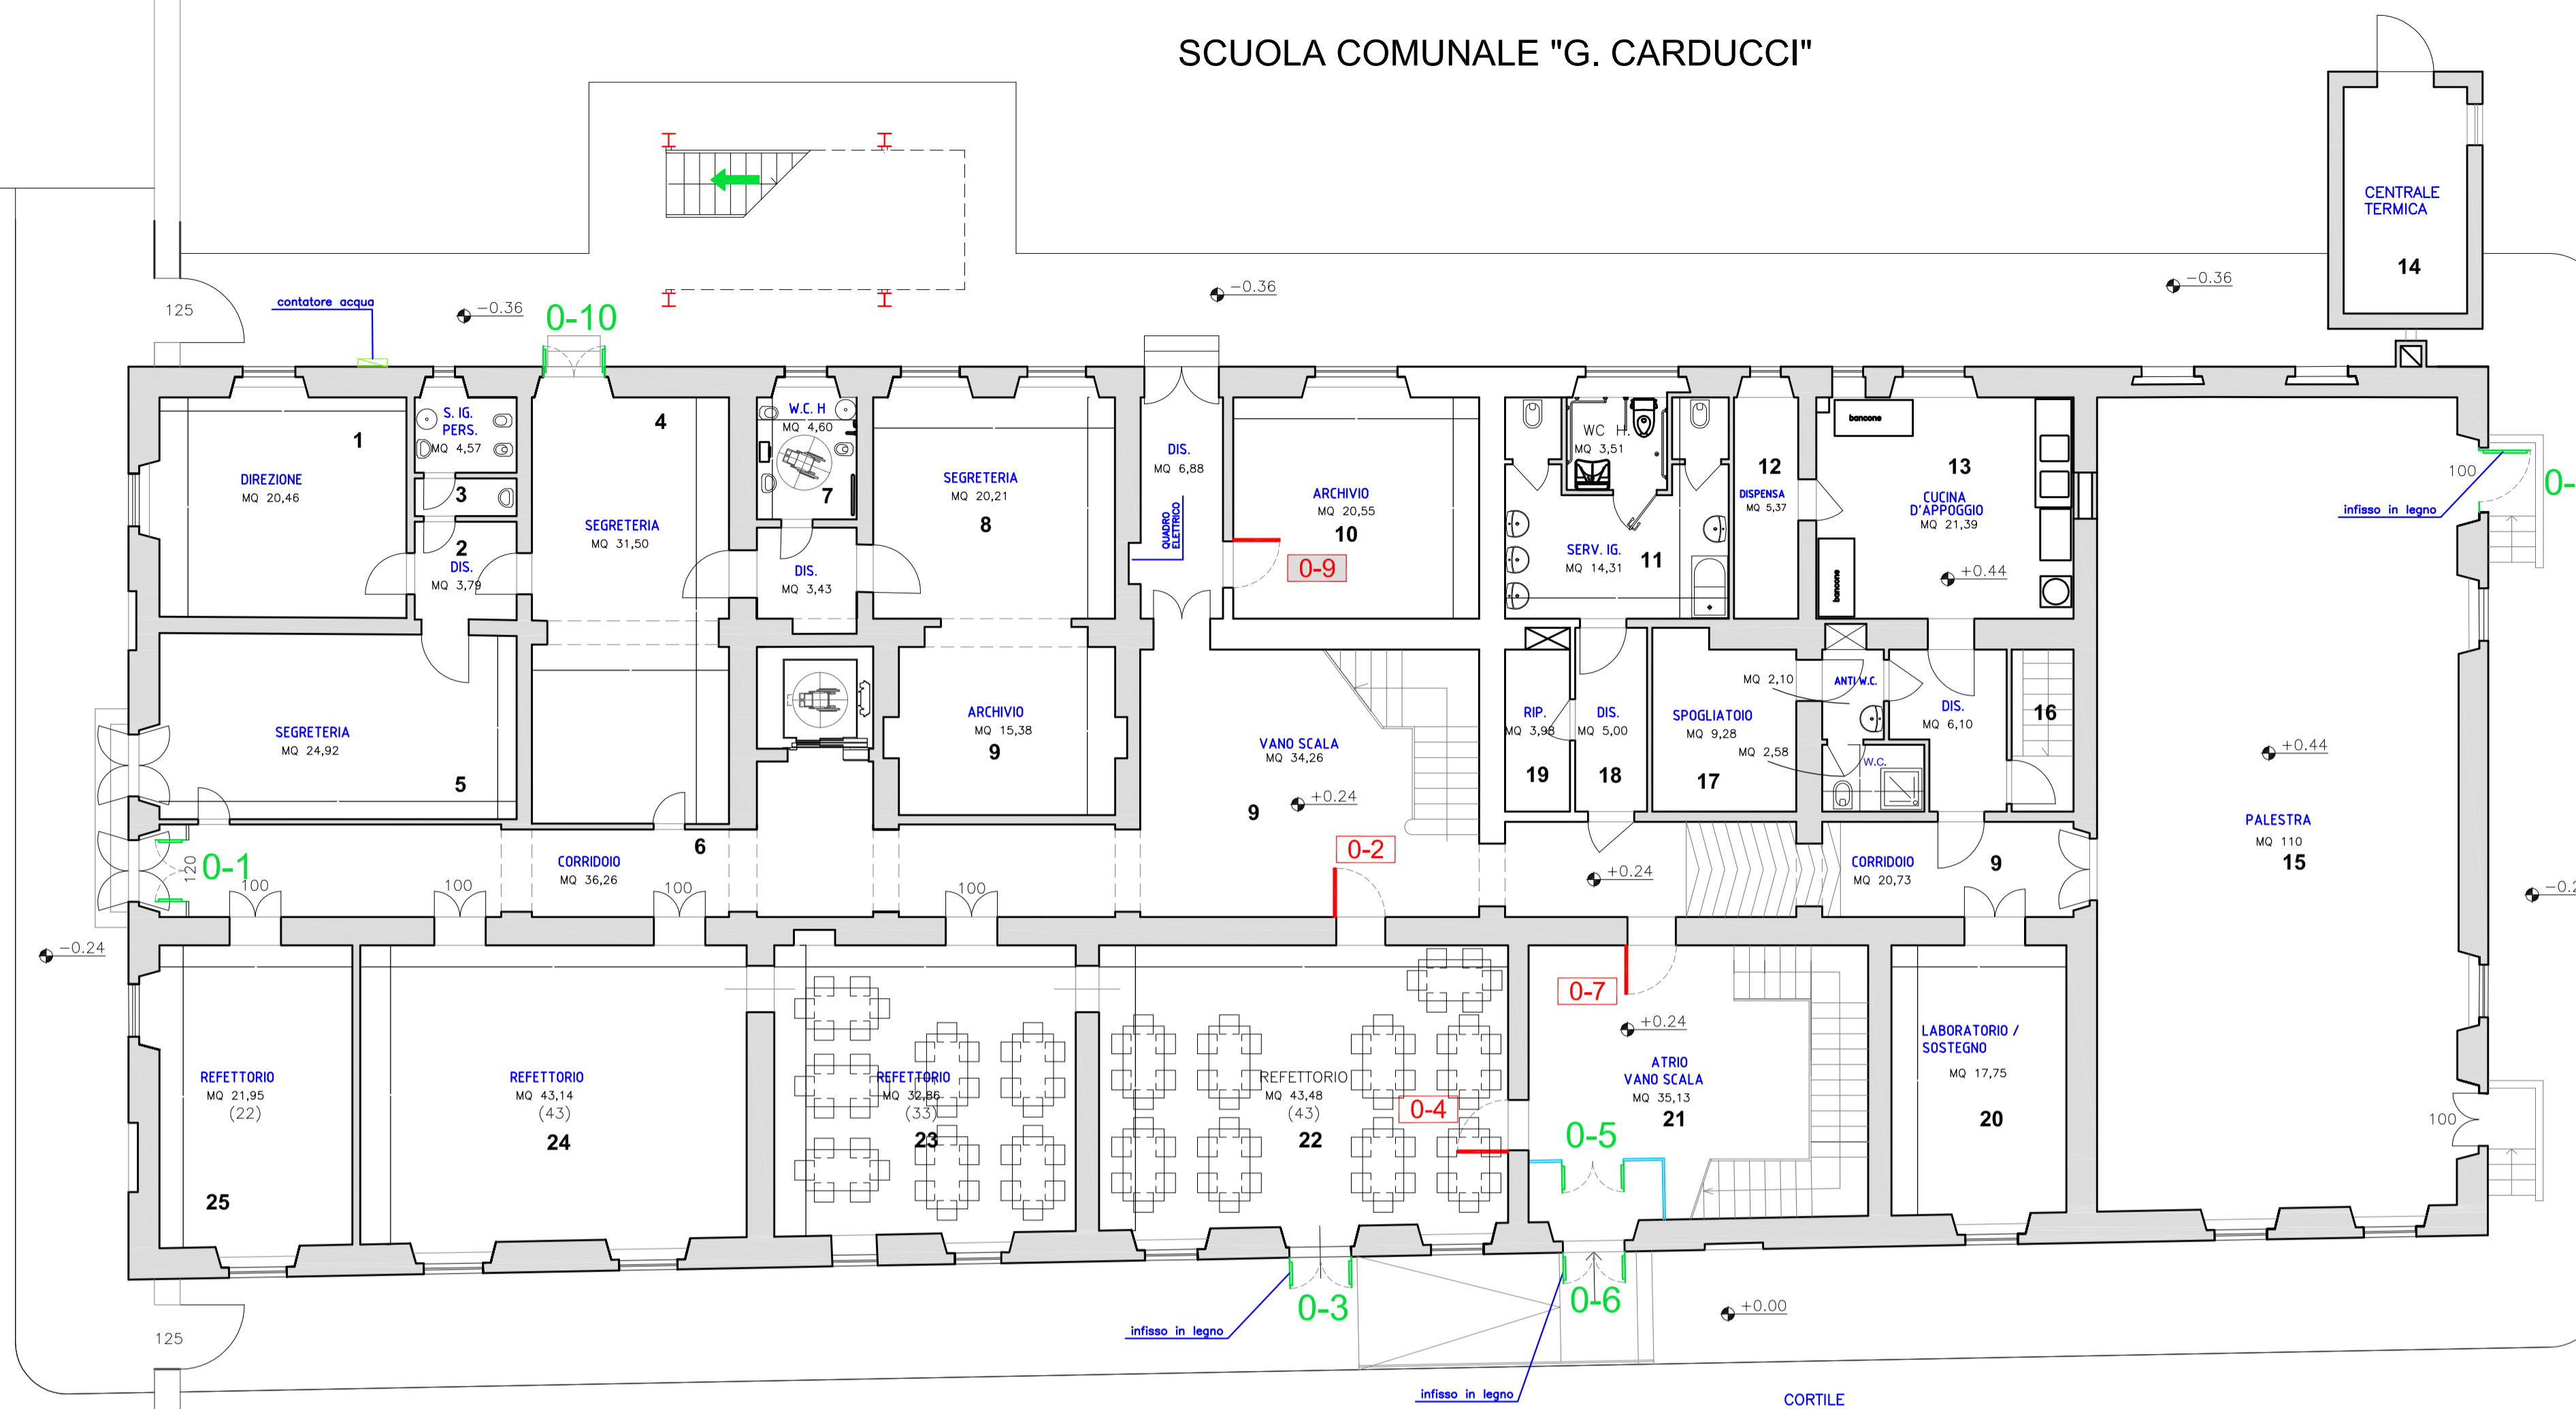 SCUOLA COMUNALE "G. CARDUCCI"
CENTRALE
TERMICA
14
125
contatore acqua
−0.36
0-10
−0.36
−0.36
1
DIREZIONE
MQ 20,46
S. IG.
PERS.
MQ 4,57
3
2
DIS.
MQ 3,79
4
SEGRETERIA
MQ 31,50
W.C. H
MQ 4,60
7
DIS.
MQ 3,43
SEGRETERIA
MQ 20,21
8
DIS.
MQ 6,88
QUADRO
ELETTRICO
ARCHIVIO
MQ 20,55
10
0-9
WC H.
MQ 3,51
SERV. IG.
MQ 14,31
11
12
DISPENSA
MQ 5,37
bancone
13
CUCINA
D'APPOGGIO
MQ 21,39
+0.44
bancone
100
infisso in legno
0-
SEGRETERIA
MQ 24,92
5
ARCHIVIO
MQ 15,38
9
VANO SCALA
MQ 34,26
9
+0.24
RIP.
MQ 3,98
19
DIS.
MQ 5,00
18
SPOGLIATOIO
MQ 9,28
17
MQ 2,10
MQ 2,58
ANTI W.C.
W.C.
DIS.
MQ 6,10
16
+0.44
PALESTRA
MQ 110
15
0-1
120
6
CORRIDOIO
MQ 36,26
100
100
100
100
0-2
+0.24
CORRIDOIO
MQ 20,73
9
−0.2
−0.24
REFETTORIO
MQ 21,95
(22)
25
REFETTORIO
MQ 43,14
(43)
24
REFETTORIO
MQ 32,86
(33)
23
REFETTORIO
MQ 43,48
(43)
22
0-4
0-7
+0.24
ATRIO
VANO SCALA
MQ 35,13
21
0-5
LABORATORIO /
SOSTEGNO
MQ 17,75
20
100
0-3
0-6
+0.00
125
infisso in legno
infisso in legno
CORTILE